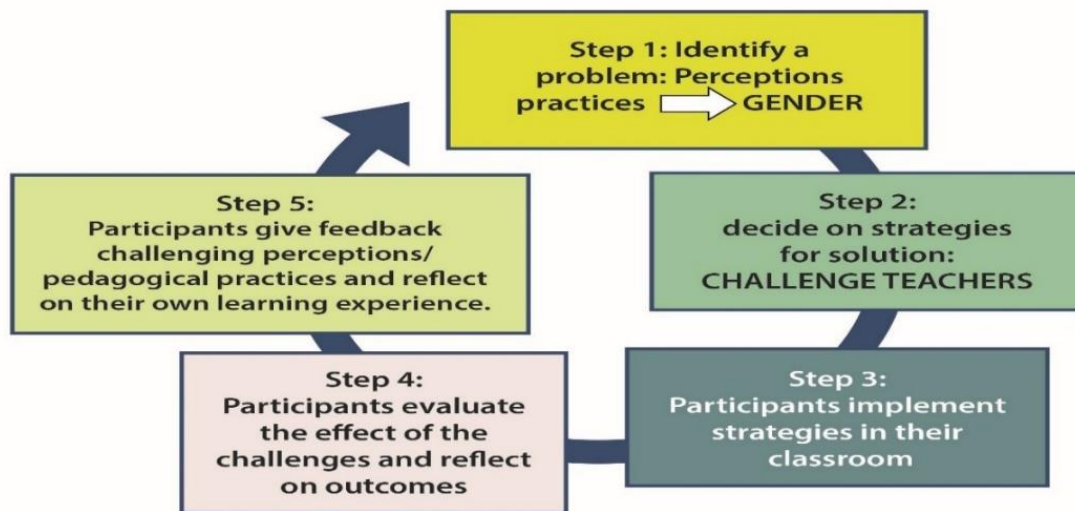 Step 1: Identify a
problem: Perceptions
practices GENDER
Step 2:
decide on strategies
for solution:
CHALLENGE TEACHERS
Step 3:
Participants implement
strategies in their
classroom
Step 4:
Participants evaluate
the effect of the
challenges and reflect
on outcomes
Step 5:
Participants give feedback
challenging perceptions/
pedagogical practices and reflect
on their own learning experience.